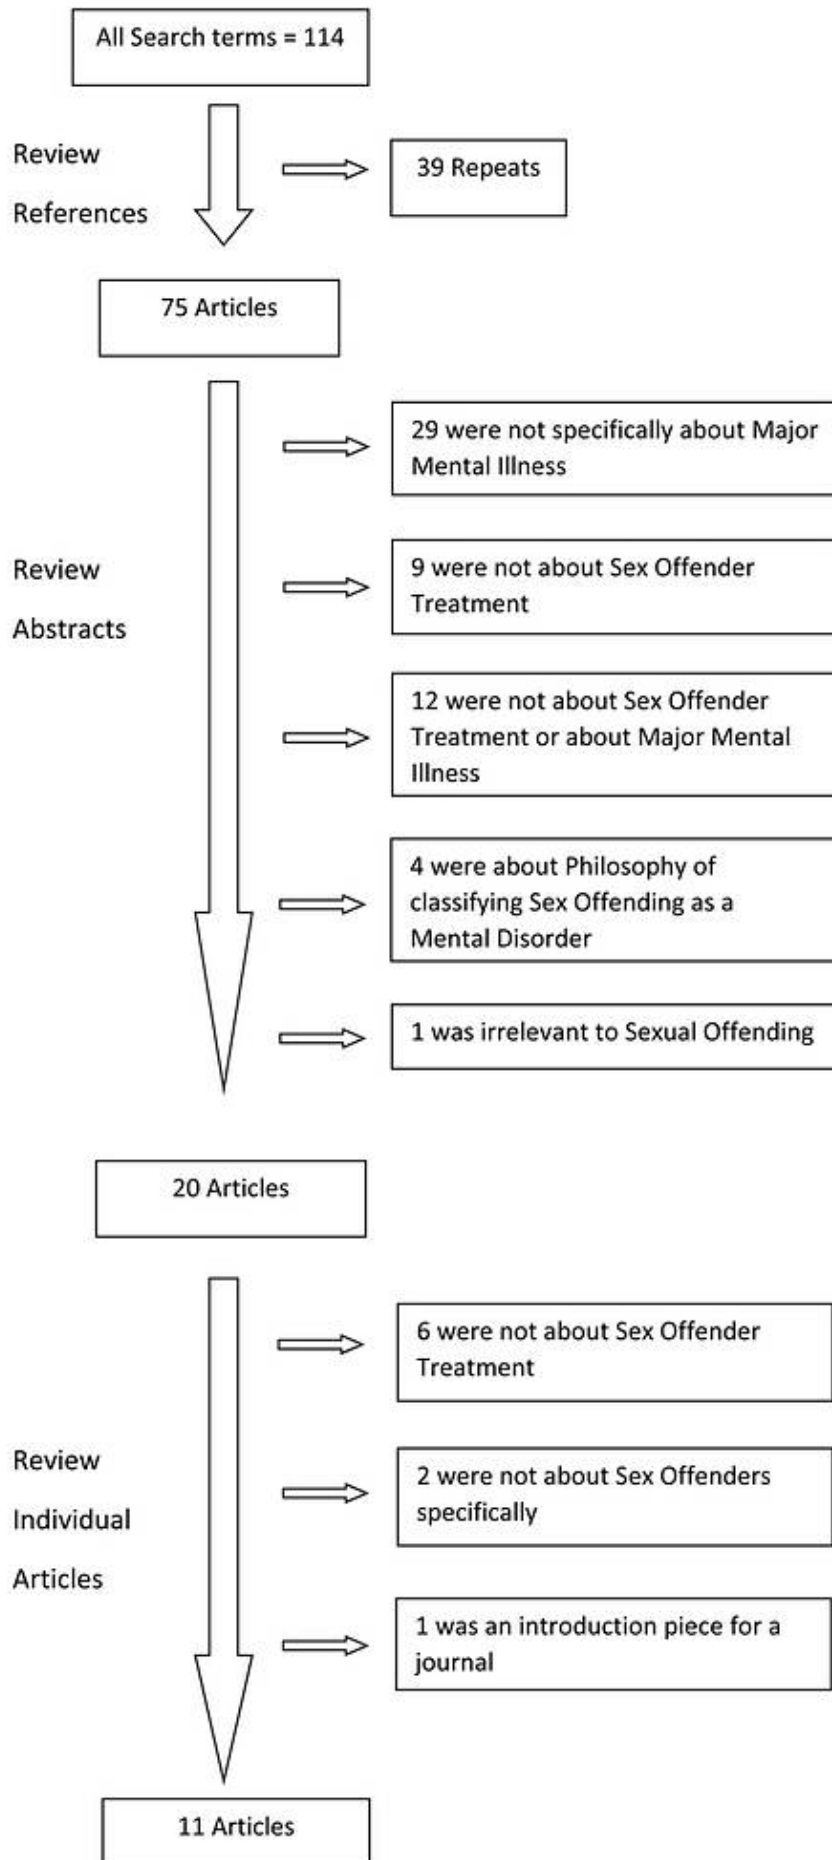 All Search terms = 114
Review
References
39 Repeats
75 Articles
29 were not specifically about Major
Mental Illness
Review
Abstracts
9 were not about Sex Offender
Treatment
12 were not about Sex Offender
Treatment or about Major Mental
Illness
4 were about Philosophy of
classifying Sex Offending as a
Mental Disorder
1 was irrelevant to Sexual Offending
20 Articles
6 were not about Sex Offender
Treatment
Review
Individual
Articles
2 were not about Sex Offenders
specifically
1 was an introduction piece for a
journal
11 Articles